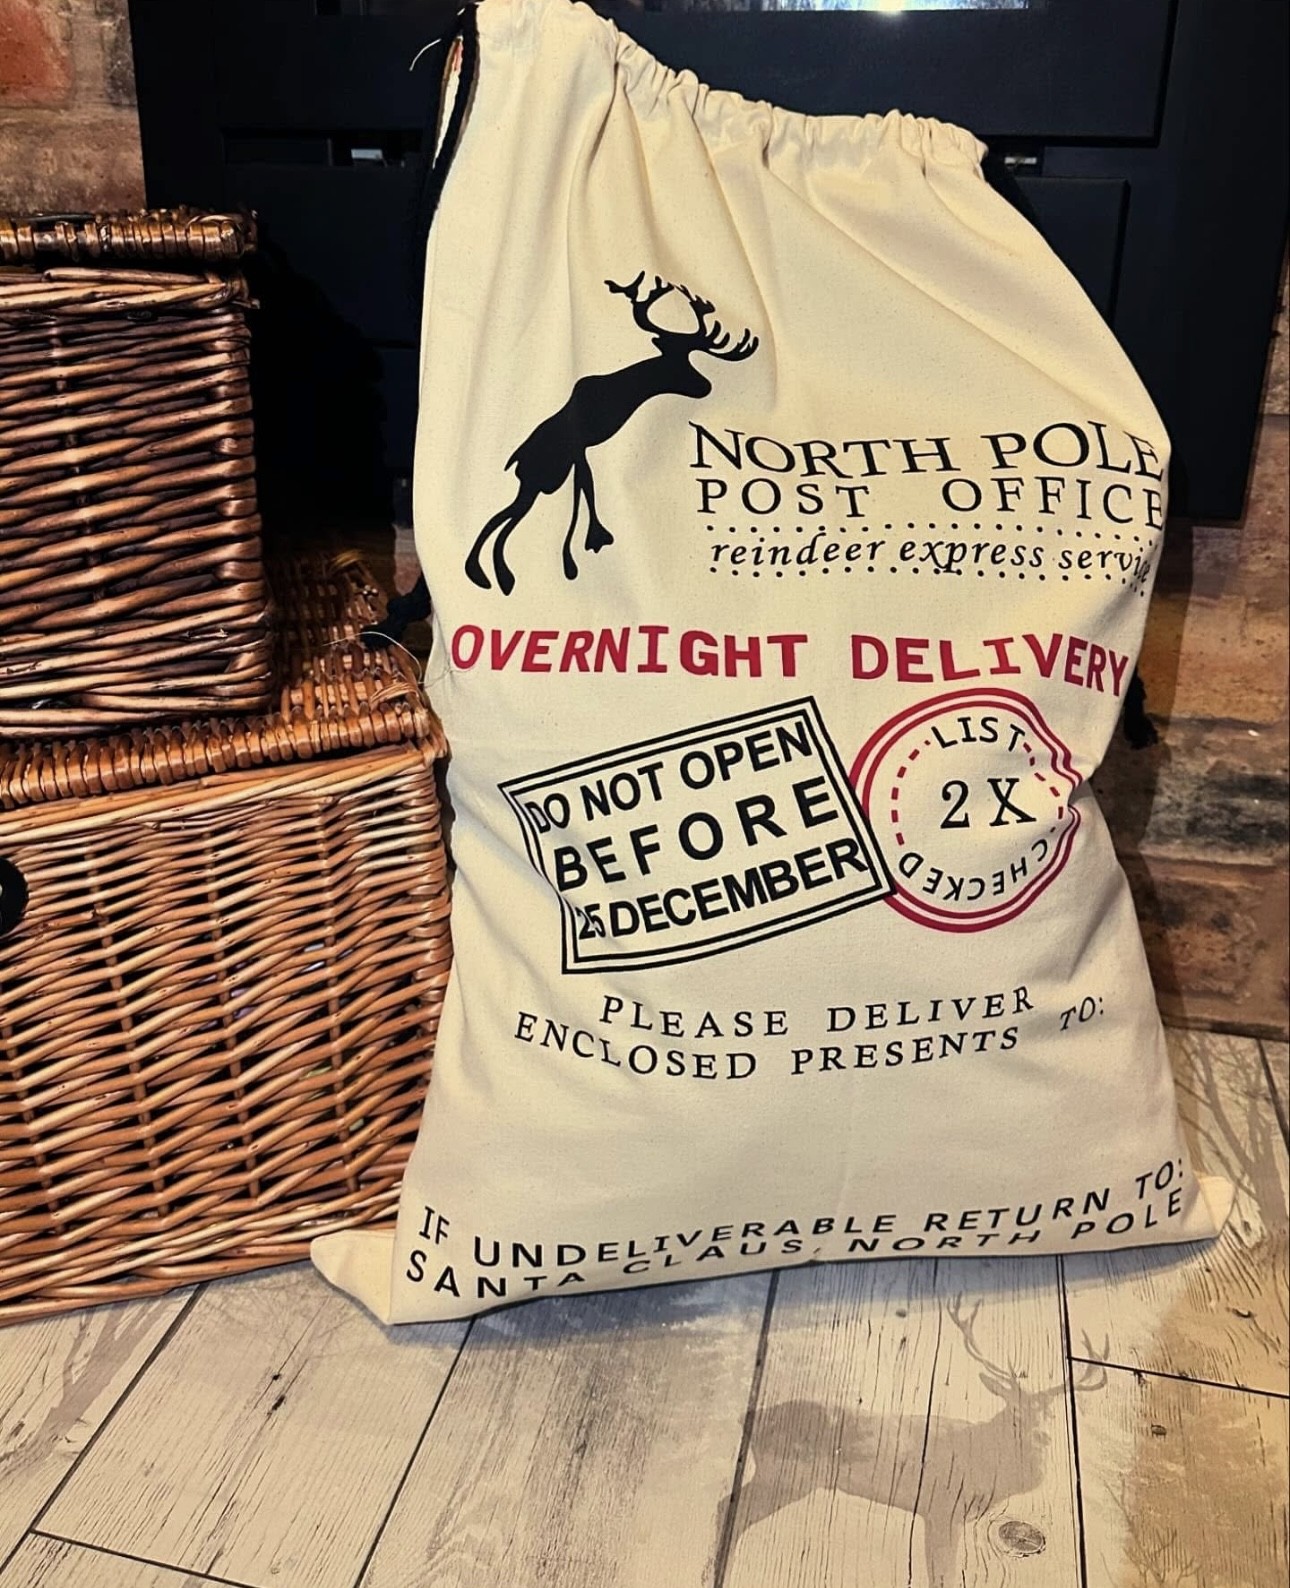 NORTH POLE
POST OFFICE
reindeer express service
OVERNIGHT DELIVERY
DO NOT OPEN
BEFORE
25 DECEMBER
LIST
2 X
CHECKED
PLEASE DELIVER
ENCLOSED PRESENTS TO:
IF UNDELIVERABLE RETURN TO:
SANTA CLAUS, NORTH POLE